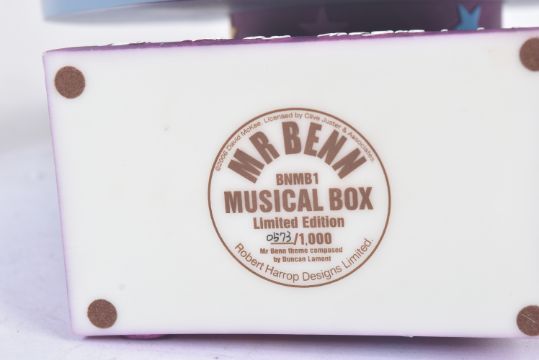 ©2006 David McKee. Licensed by Clive Juster & Associates.
MR BENN
BNMB1
MUSICAL BOX
Limited Edition
0573/1,000
Mr Benn theme composed
by Duncan Lamont
Robert Harrop Designs Limited.